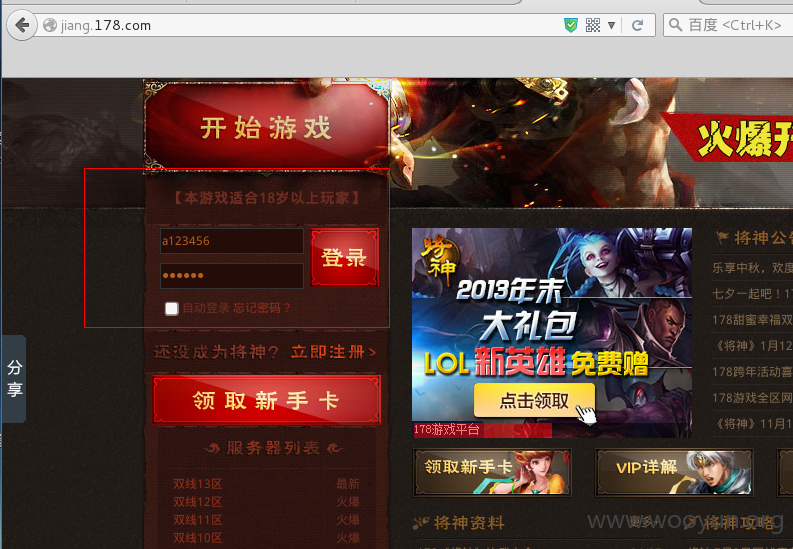 jiang.178.com
百度 <Ctrl+K>
开始游戏
火爆开
【本游戏适合18岁以上玩家】
a123456
登录
自动登录 忘记密码？
还没成为将神？ 立即注册>
领取新手卡
服务器列表
双线13区 最新
双线12区 火爆
双线11区 火爆
双线10区 火爆
分享
将神
2013年末
大礼包
LOL新英雄免费赠
点击领取
178游戏平台
领取新手卡
VIP详解
将神资料
更多
将神攻略
将神公告
乐享中秋，欢度
七夕一起吧！17
178甜蜜幸福双
《将神》1月12
178跨年活动喜
178游戏全区网
《将神》11月1
www.wooyun.org